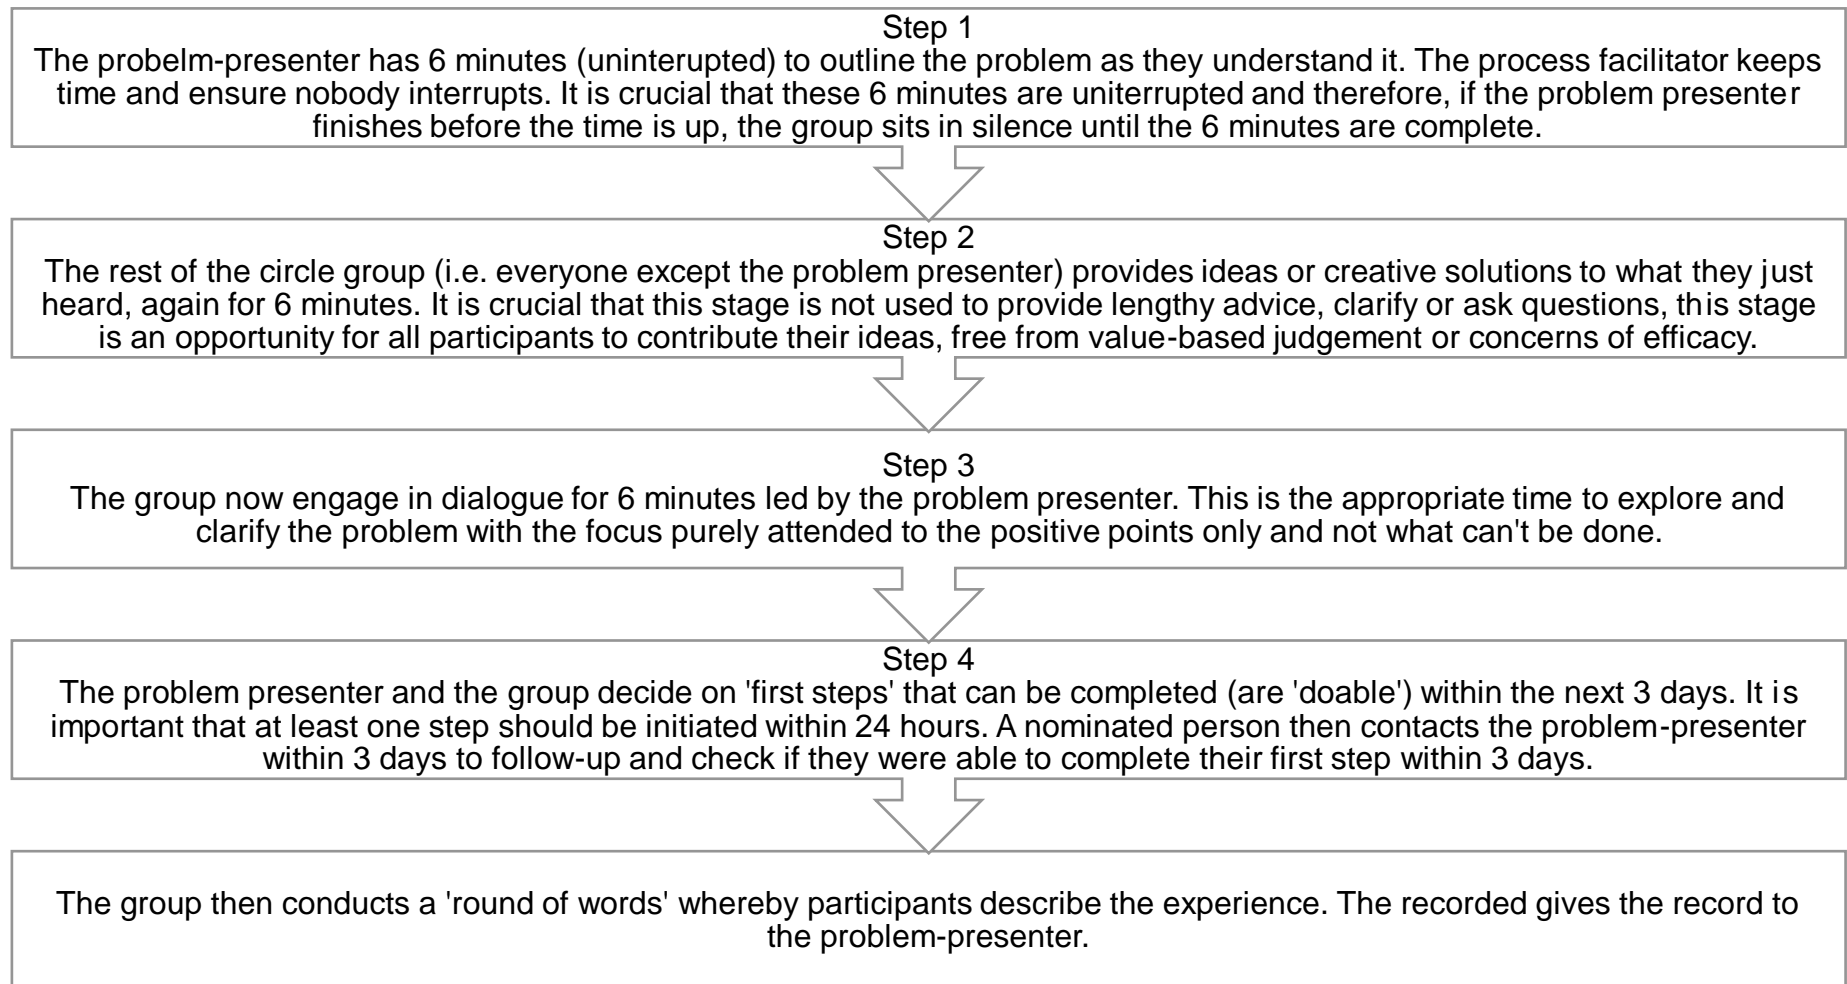 Step 1
The probelm-presenter has 6 minutes (uninterupted) to outline the problem as they understand it. The process facilitator keeps
time and ensure nobody interrupts. It is crucial that these 6 minutes are uniterrupted and therefore, if the problem presenter
finishes before the time is up, the group sits in silence until the 6 minutes are complete.
Step 2
The rest of the circle group (i.e. everyone except the problem presenter) provides ideas or creative solutions to what they just
heard, again for 6 minutes. It is crucial that this stage is not used to provide lengthy advice, clarify or ask questions, this stage
is an opportunity for all participants to contribute their ideas, free from value-based judgement or concerns of efficacy.
Step 3
The group now engage in dialogue for 6 minutes led by the problem presenter. This is the appropriate time to explore and
clarify the problem with the focus purely attended to the positive points only and not what can't be done.
Step 4
The problem presenter and the group decide on 'first steps' that can be completed (are 'doable') within the next 3 days. It is
important that at least one step should be initiated within 24 hours. A nominated person then contacts the problem-presenter
within 3 days to follow-up and check if they were able to complete their first step within 3 days.
The group then conducts a 'round of words' whereby participants describe the experience. The recorded gives the record to
the problem-presenter.